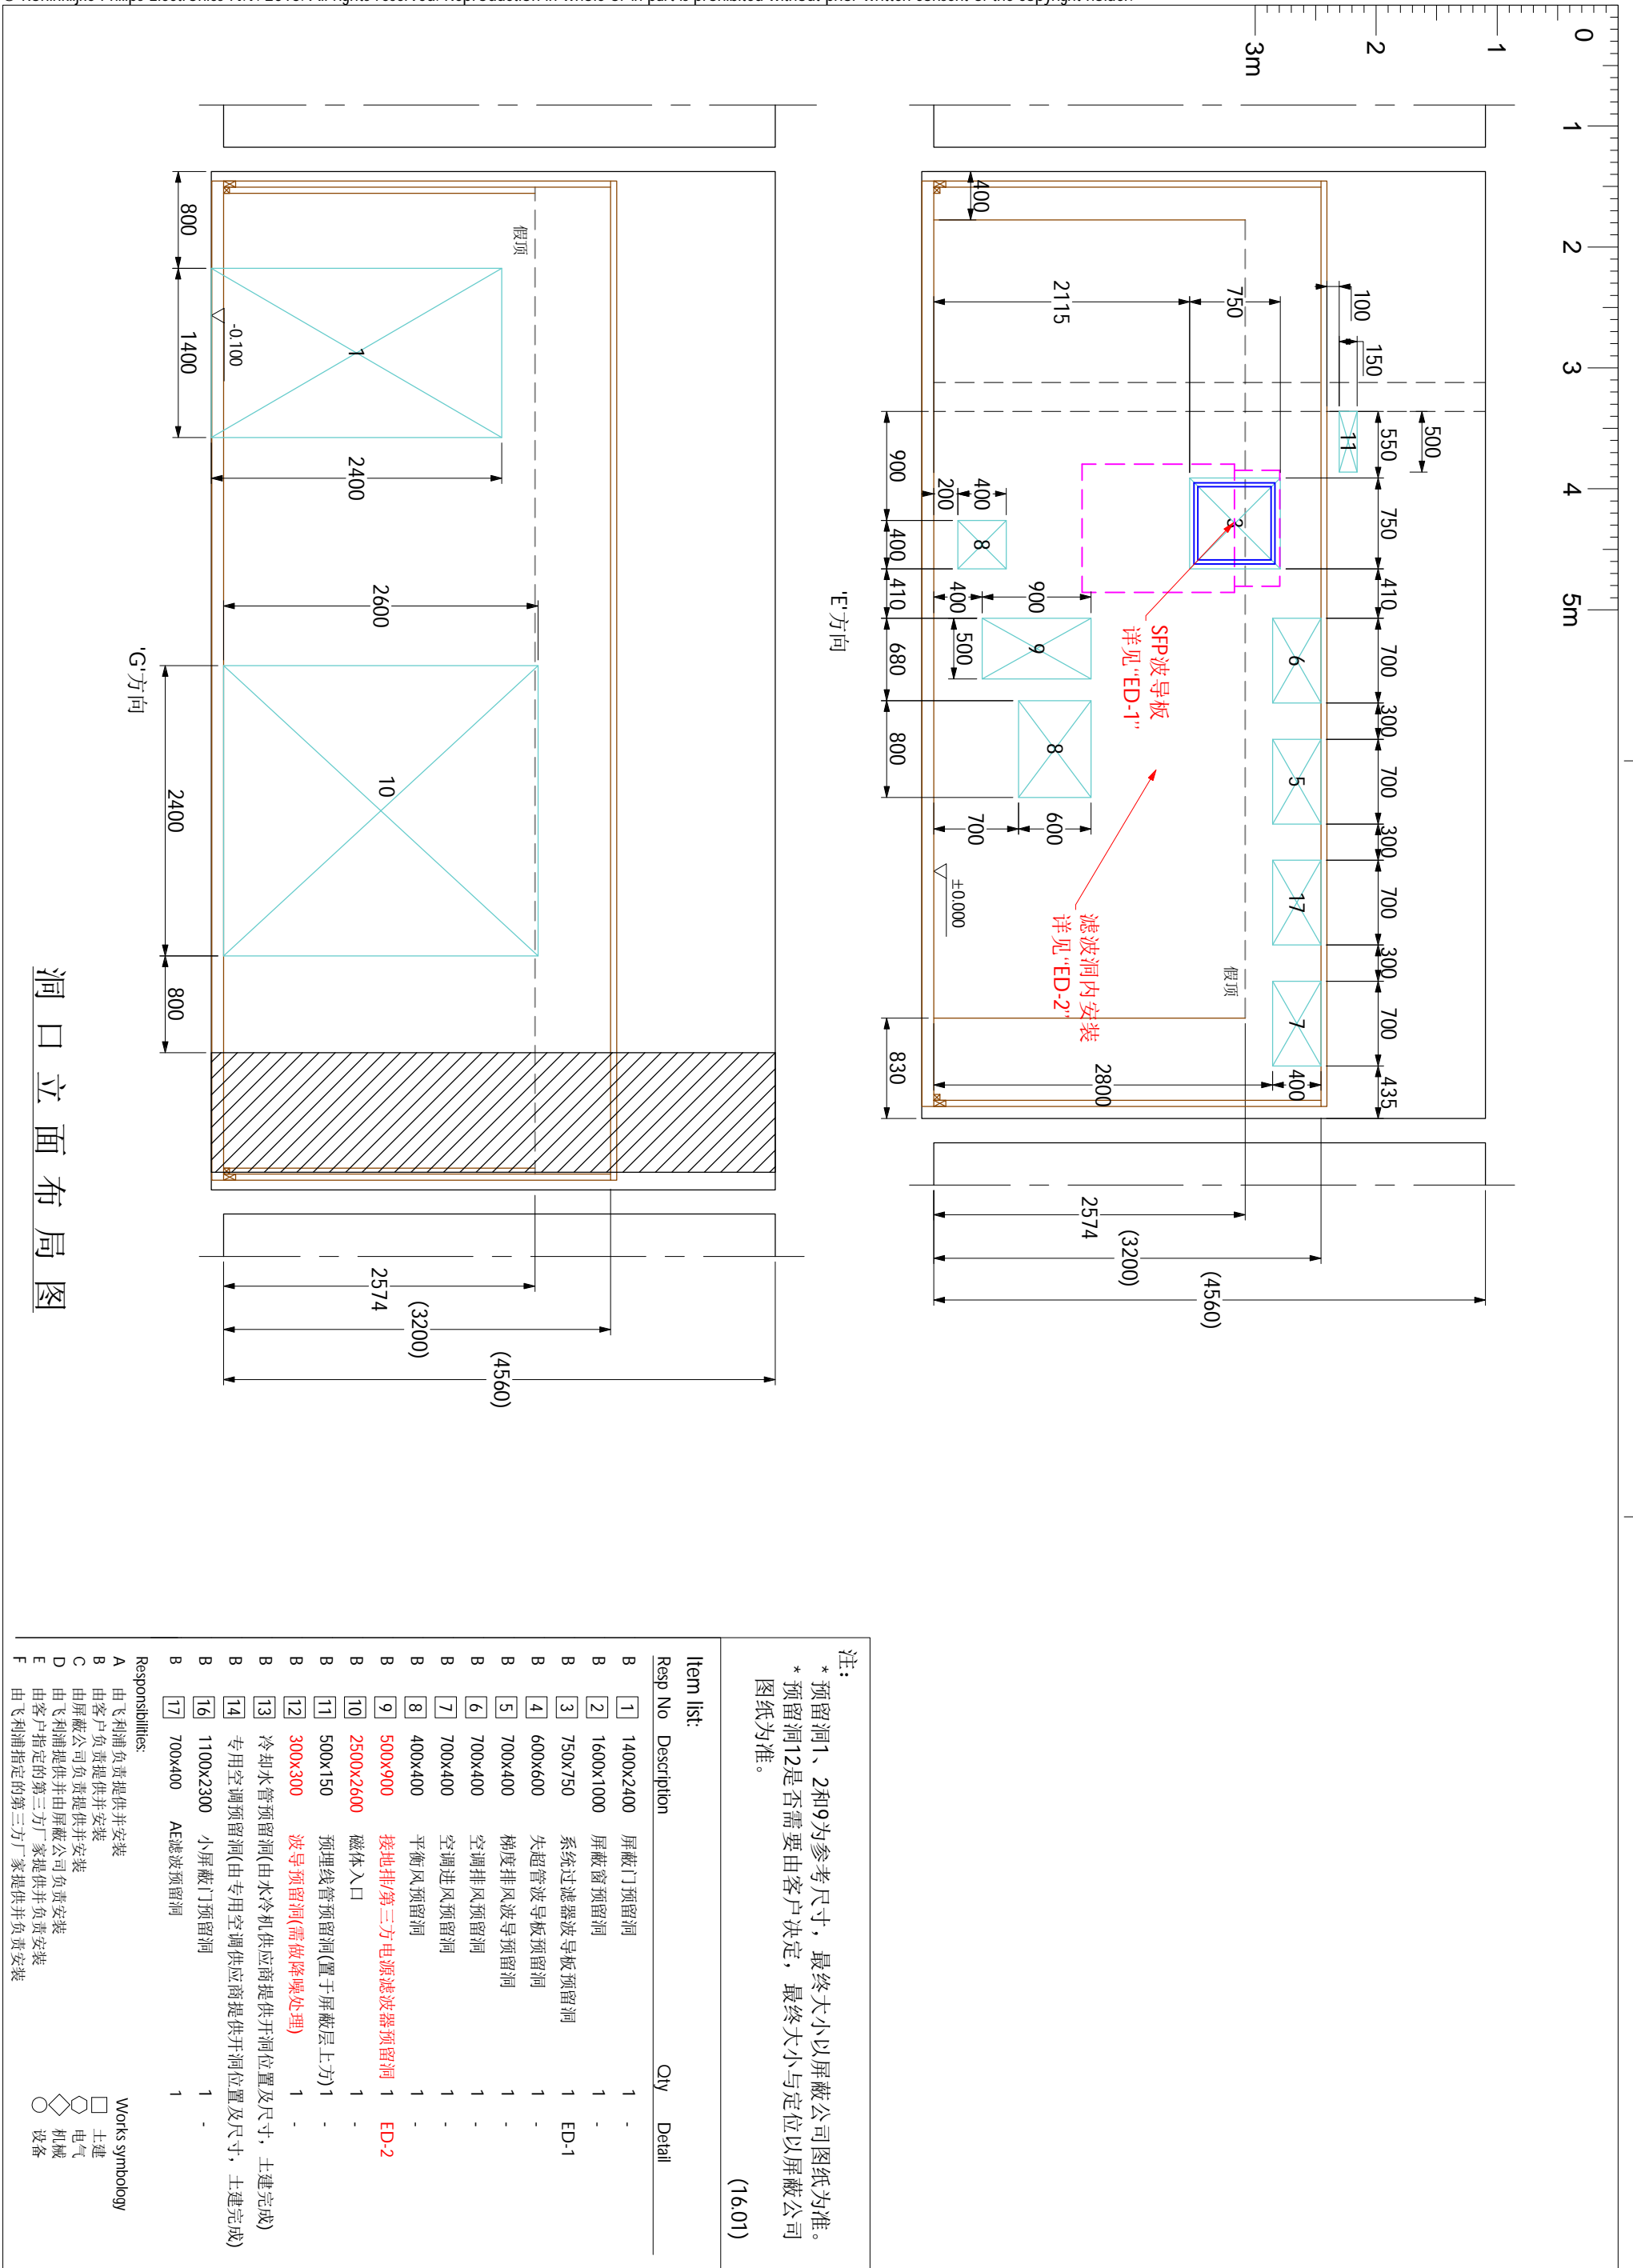 0
1
2
3m
1
2
3
4
5m
400
2115
750
100
150
550
500
750
410
700
300
700
300
700
300
700
435
11
3
6
5
17
7
900
400
200
400
8
410
400
900
9
500
680
8
800
700
600
SFP波导板
详见“ED-1”
滤波洞内安装
详见“ED-2”
±0.000
假顶
2800
400
830
2574
(3200)
(4560)
'E'方向
800
1400
-0.100
1
2400
假顶
2600
10
2400
800
2574
(3200)
(4560)
'G'方向
洞口立面布局图
注:
* 预留洞1、2和9为参考尺寸，最终大小以屏蔽公司图纸为准。
* 预留洞12是否需要由客户决定，最终大小与定位以屏蔽公司
图纸为准。
(16.01)
Item list:
Resp No Description Qty Detail
B 1 1400x2400 屏蔽门预留洞 1 -
B 2 1600x1000 屏蔽窗预留洞 1 -
B 3 750x750 系统过滤器波导板预留洞 1 ED-1
B 4 600x600 失超管波导板预留洞 1 -
B 5 700x400 梯度排风波导预留洞 1 -
B 6 700x400 空调排风预留洞 1 -
B 7 700x400 空调进风预留洞 1 -
B 8 400x400 平衡风预留洞 1 -
B 9 500x900 接地排/第三方电源滤波器预留洞 1 ED-2
B 10 2500x2600 磁体入口 1 -
B 11 500x150 预埋线管预留洞(置于屏蔽层上方) 1 -
B 12 300x300 波导预留洞(需做降噪处理) 1 -
B 13 冷却水管预留洞(由水冷机供应商提供开洞位置及尺寸，土建完成)
B 14 专用空调预留洞(由专用空调供应商提供开洞位置及尺寸，土建完成)
B 16 1100x2300 小屏蔽门预留洞 1 -
B 17 700x400 AE滤波预留洞 1
Responsibilities:
A 由飞利浦负责提供并安装
B 由客户负责提供并安装
C 由屏蔽公司负责提供并安装
D 由飞利浦提供并由屏蔽公司负责安装
E 由客户指定的第三方厂家提供并负责安装
F 由飞利浦指定的第三方厂家提供并负责安装
Works symbology
土建
电气
机械
设备